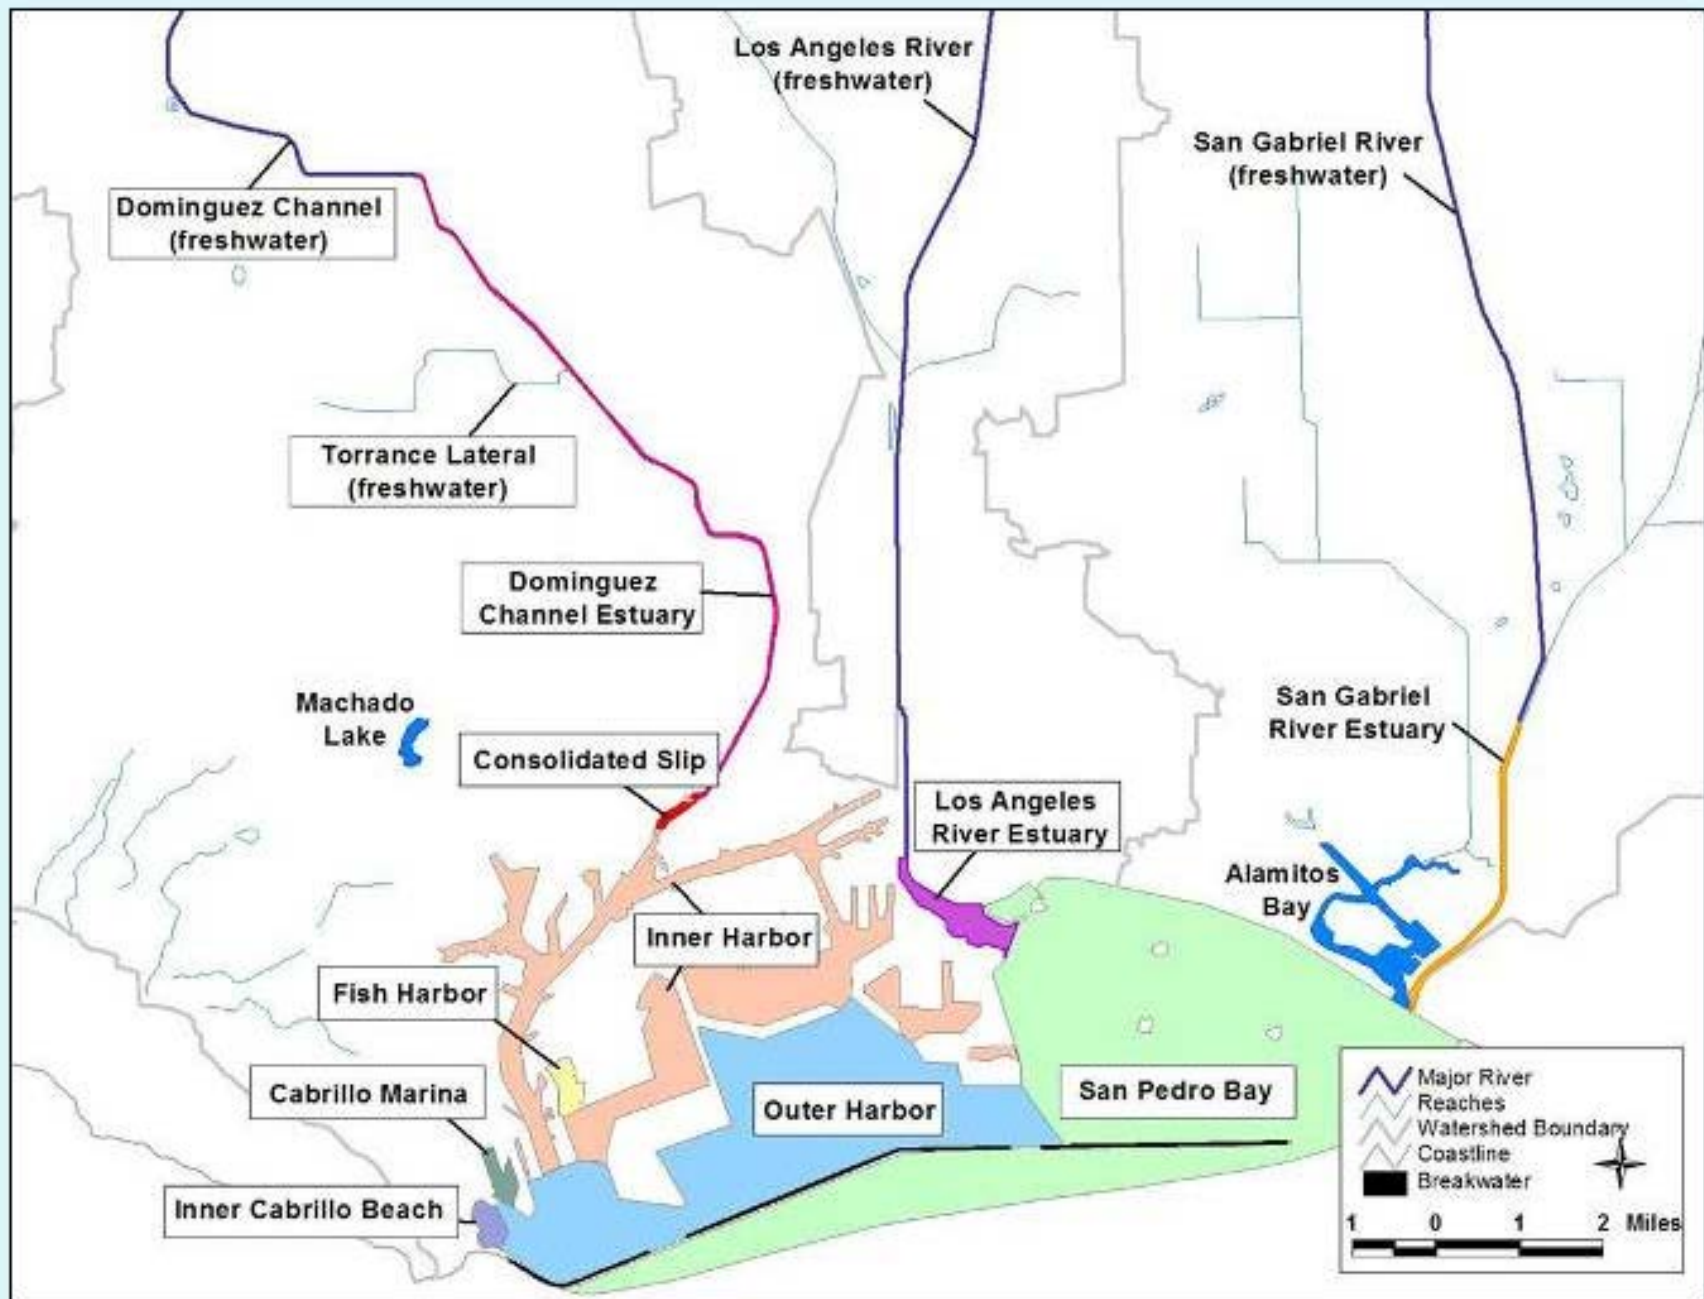 Los Angeles River
(freshwater)
San Gabriel River
(freshwater)
Dominguez Channel
(freshwater)
Torrance Lateral
(freshwater)
Dominguez
Channel Estuary
Machado
Lake
San Gabriel
River Estuary
Consolidated Slip
Los Angeles
River Estuary
Alamitos
Bay
Inner Harbor
Fish Harbor
Cabrillo Marina
Outer Harbor
San Pedro Bay
Inner Cabrillo Beach
Major River
Reaches
Watershed Boundary
Coastline
Breakwater
1 0 1 2 Miles